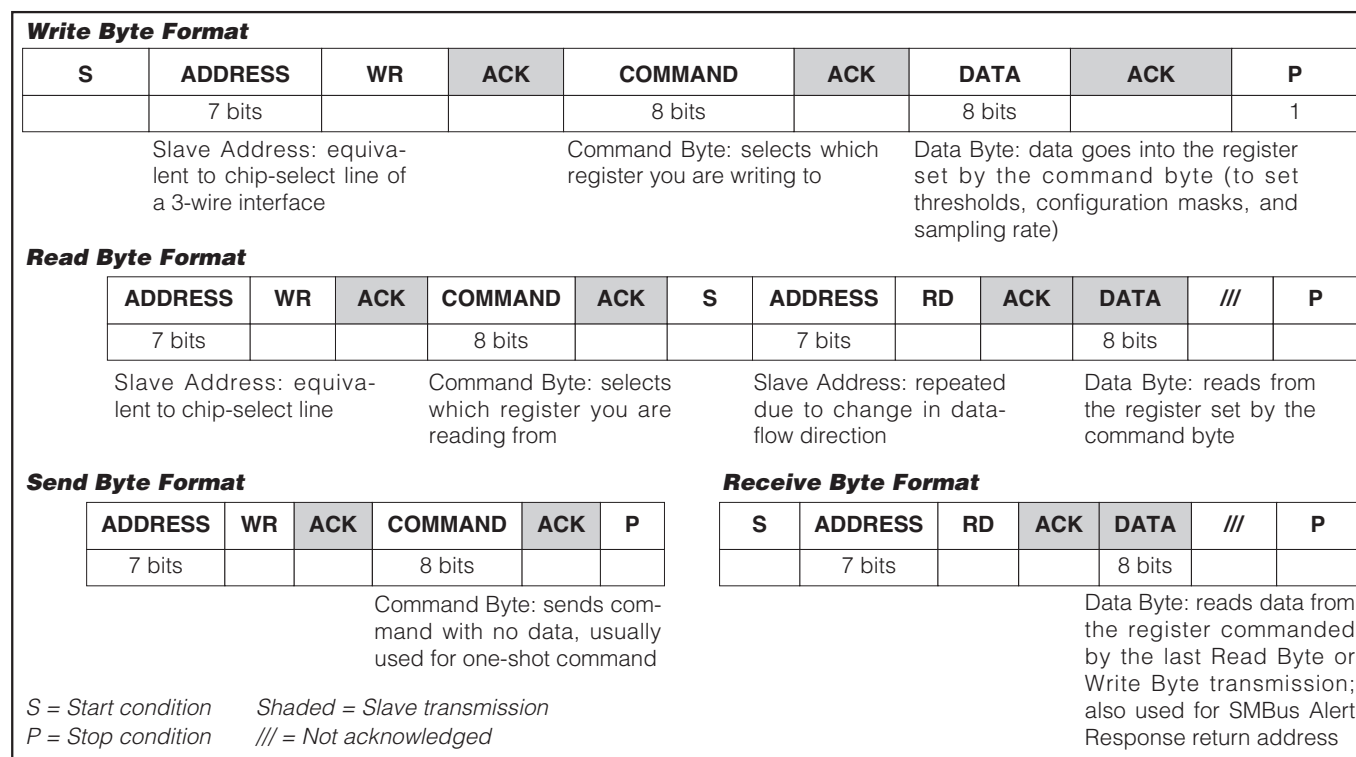 Write Byte Format
S ADDRESS WR ACK COMMAND ACK DATA ACK P
7 bits 8 bits 8 bits 1
Slave Address: equiva-
lent to chip-select line of
a 3-wire interface
Command Byte: selects which
register you are writing to
Data Byte: data goes into the register
set by the command byte (to set
thresholds, configuration masks, and
sampling rate)
Read Byte Format
ADDRESS WR ACK COMMAND ACK S ADDRESS RD ACK DATA /// P
7 bits 8 bits 7 bits 8 bits
Slave Address: equiva-
lent to chip-select line
Command Byte: selects
which register you are
reading from
Slave Address: repeated
due to change in data-
flow direction
Data Byte: reads from
the register set by the
command byte
Send Byte Format
ADDRESS WR ACK COMMAND ACK P
7 bits 8 bits
Command Byte: sends com-
mand with no data, usually
used for one-shot command
Receive Byte Format
S ADDRESS RD ACK DATA /// P
7 bits 8 bits
Data Byte: reads data from
the register commanded
by the last Read Byte or
Write Byte transmission;
also used for SMBus Alert
Response return address
S = Start condition Shaded = Slave transmission
P = Stop condition /// = Not acknowledged